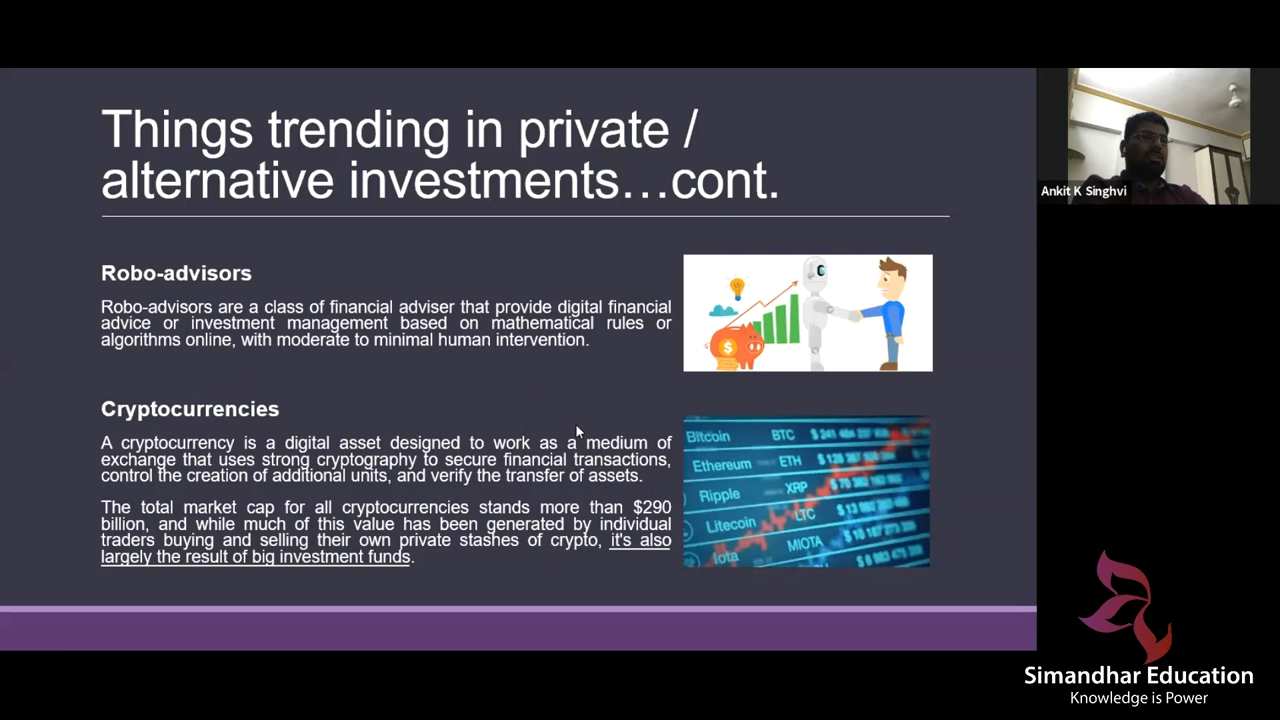 Things trending in private /
alternative investments…cont.
Ankit K Singhvi
Robo-advisors
Robo-advisors are a class of financial adviser that provide digital financial
advice or investment management based on mathematical rules or
algorithms online, with moderate to minimal human intervention.
Cryptocurrencies
A cryptocurrency is a digital asset designed to work as a medium of
exchange that uses strong cryptography to secure financial transactions,
control the creation of additional units, and verify the transfer of assets.
The total market cap for all cryptocurrencies stands more than $290
billion, and while much of this value has been generated by individual
traders buying and selling their own private stashes of crypto, it's also
largely the result of big investment funds.
Bitcoin BTC
Ethereum ETH
Ripple XRP
Litecoin LTC
Iota MIOTA
Simandhar Education
Knowledge is Power